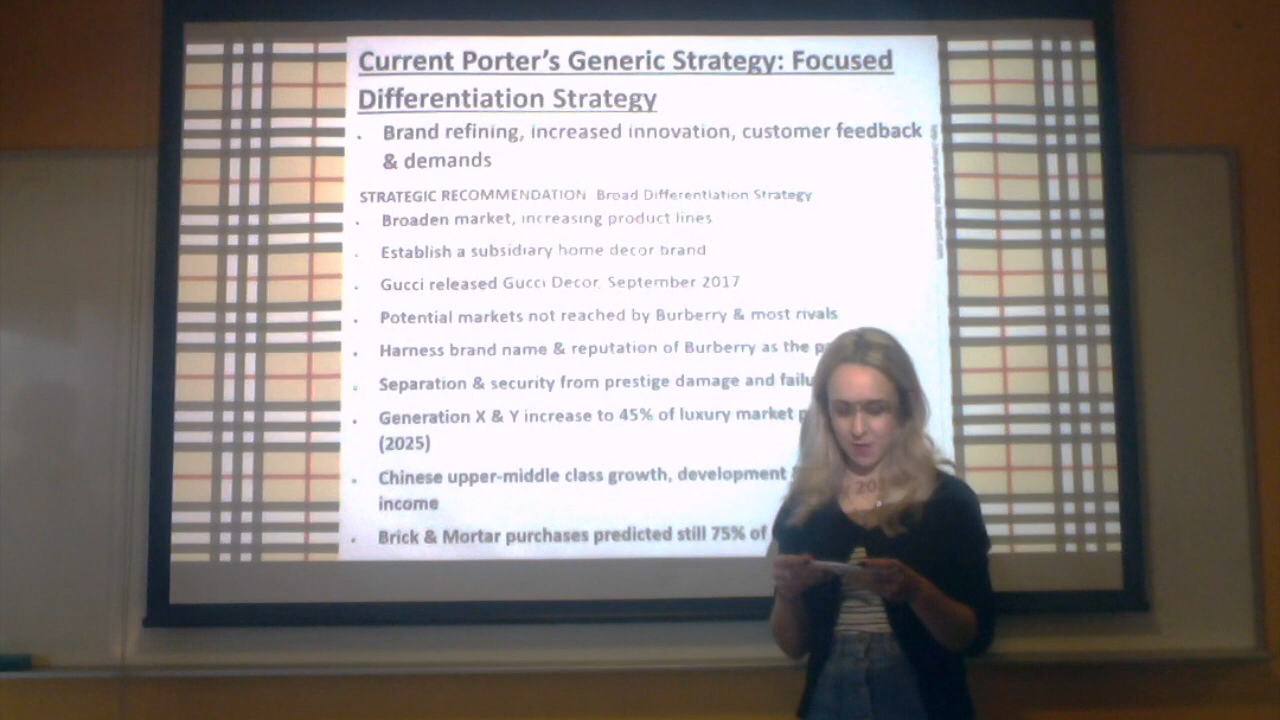 Current Porter's Generic Strategy: Focused
Differentiation Strategy
. Brand refining, increased innovation, customer feedback
& demands
STRATEGIC RECOMMENDATION Broad Differentiation Strategy
. Broaden market, increasing product lines
. Establish a subsidiary home decor brand
. Gucci released Gucci Decor, September 2017
. Potential markets not reached by Burberry & most rivals
. Harness brand name & reputation of Burberry as the
. Separation & security from prestige damage and
. Generation X & Y increase to 45% of luxury market
(2025)
. Chinese upper-middle class growth, development
income
. Brick & Mortar purchases predicted still 75% of
20